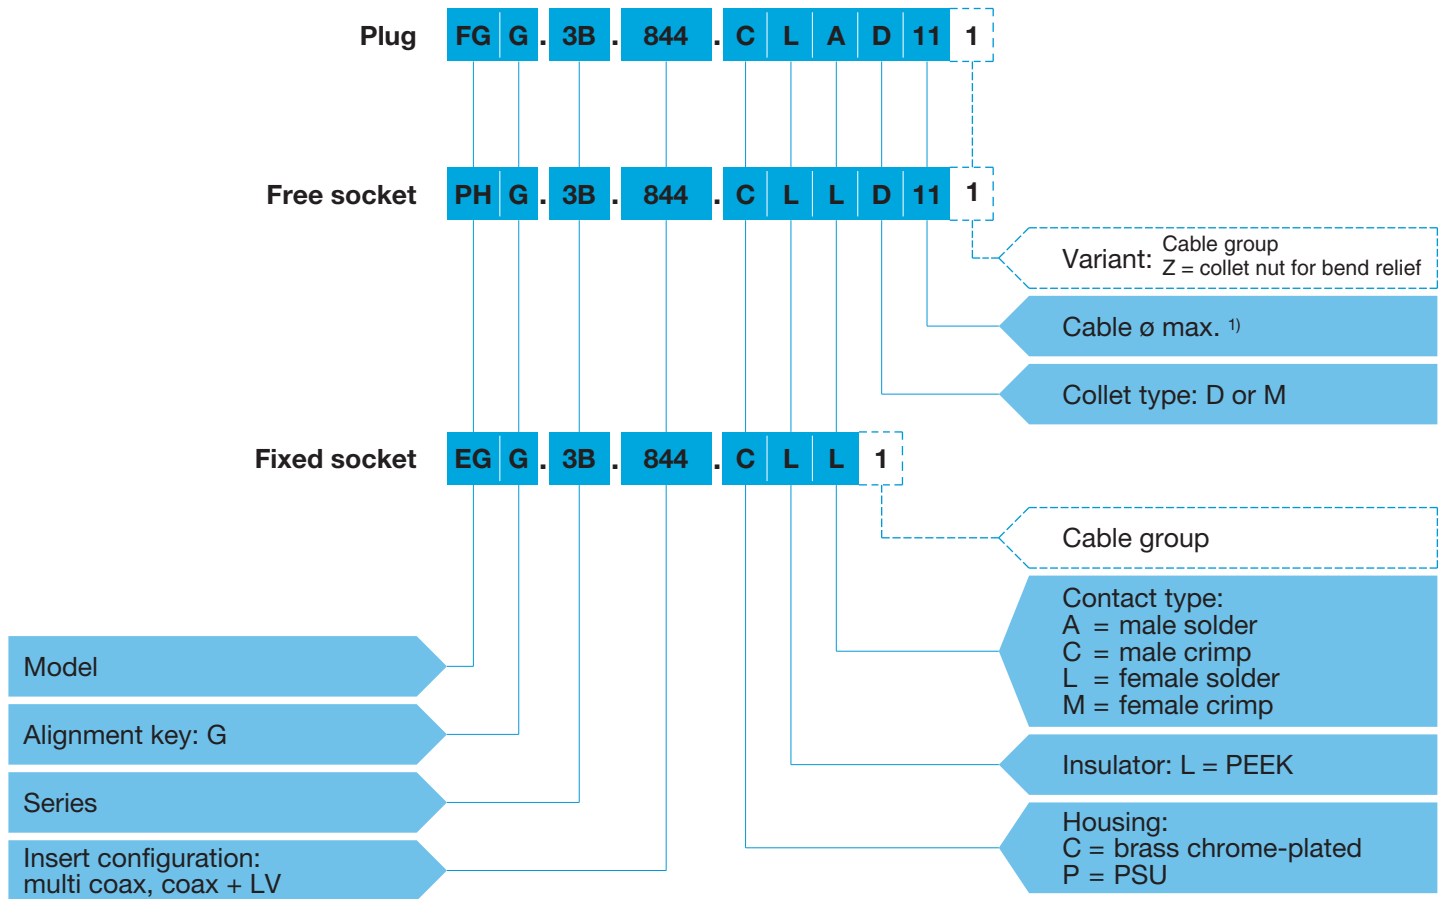 Plug FG G . 3B . 844 . C L A D 11 1
Free socket PH G . 3B . 844 . C L L D 11 1
Variant: Cable group
Z = collet nut for bend relief
Cable ø max. 1)
Collet type: D or M
Fixed socket EG G . 3B . 844 . C L L 1
Cable group
Contact type:
A = male solder
C = male crimp
L = female solder
M = female crimp
Insulator: L = PEEK
Housing:
C = brass chrome-plated
P = PSU
Model
Alignment key: G
Series
Insert configuration:
multi coax, coax + LV